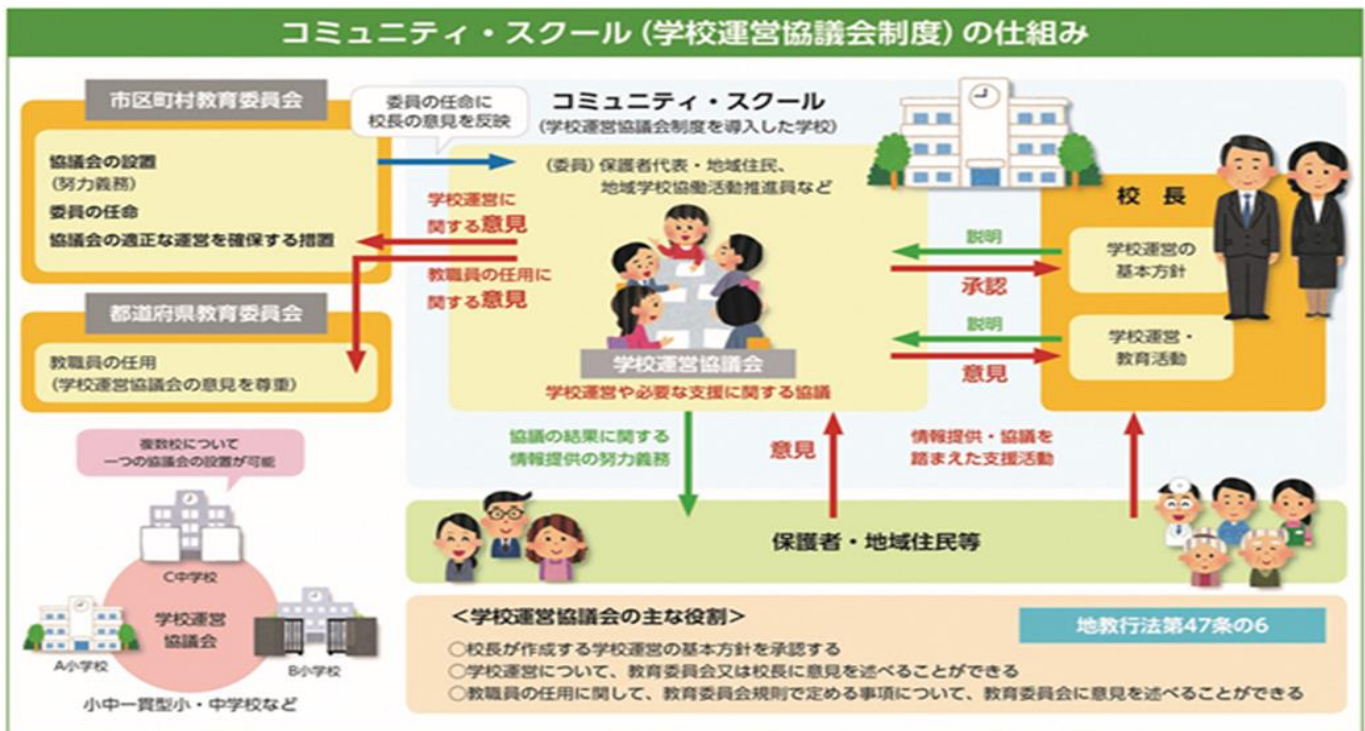 コミュニティ・スクール（学校運営協議会制度）の仕組み
市区町村教育委員会
協議会の設置
（努力義務）
委員の任命
協議会の適正な運営を確保する措置
委員の任命に
校長の意見を反映
コミュニティ・スクール
（学校運営協議会制度を導入した学校）
（委員）保護者代表・地域住民、
地域学校協働活動推進員など
学校運営に
関する意見
教職員の任用に
関する意見
都道府県教育委員会
教職員の任用
（学校運営協議会の意見を尊重）
学校運営協議会
学校運営や必要な支援に関する協議
校長
説明
承認
学校運営の
基本方針
説明
意見
学校運営・
教育活動
協議の結果に関する
情報提供の努力義務
意見
情報提供・協議を
踏まえた支援活動
保護者・地域住民等
複数校について
一つの協議会の設置が可能
C中学校
学校運営
協議会
A小学校
B小学校
小中一貫型小・中学校など
＜学校運営協議会の主な役割＞
地教行法第47条の6
○校長が作成する学校運営の基本方針を承認する
○学校運営について、教育委員会又は校長に意見を述べることができる
○教職員の任用に関して、教育委員会規則で定める事項について、教育委員会に意見を述べることができる